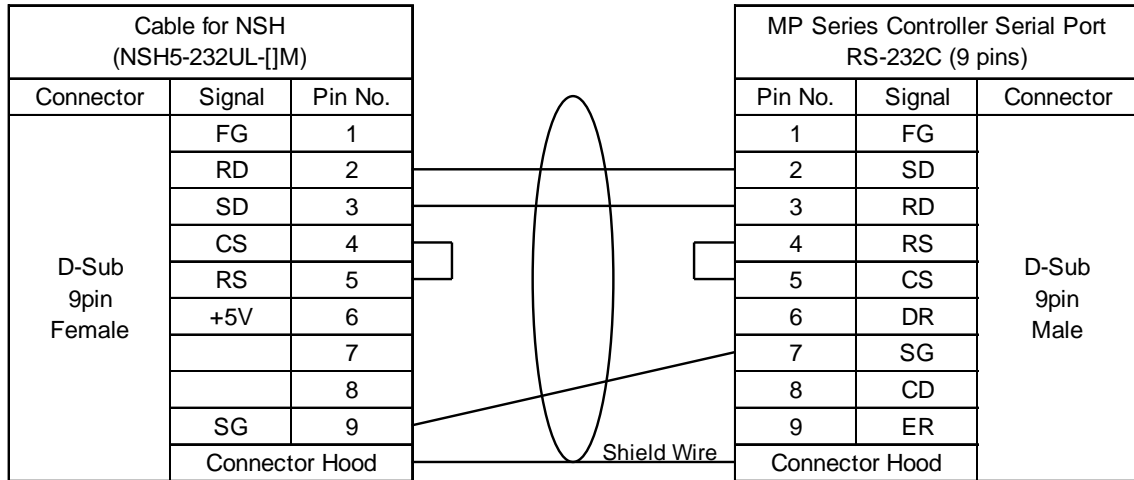 Cable for NSH
(NSH5-232UL-[]M)
MP Series Controller Serial Port
RS-232C (9 pins)
Connector Signal Pin No. Pin No. Signal Connector
FG 1 1 FG
RD 2 2 SD
SD 3 3 RD
CS 4 4 RS
D-Sub
9pin
Female
RS 5 5 CS
D-Sub
9pin
Male
+5V 6 6 DR
7 7 SG
8 8 CD
SG 9 9 ER
Connector Hood Shield Wire Connector Hood